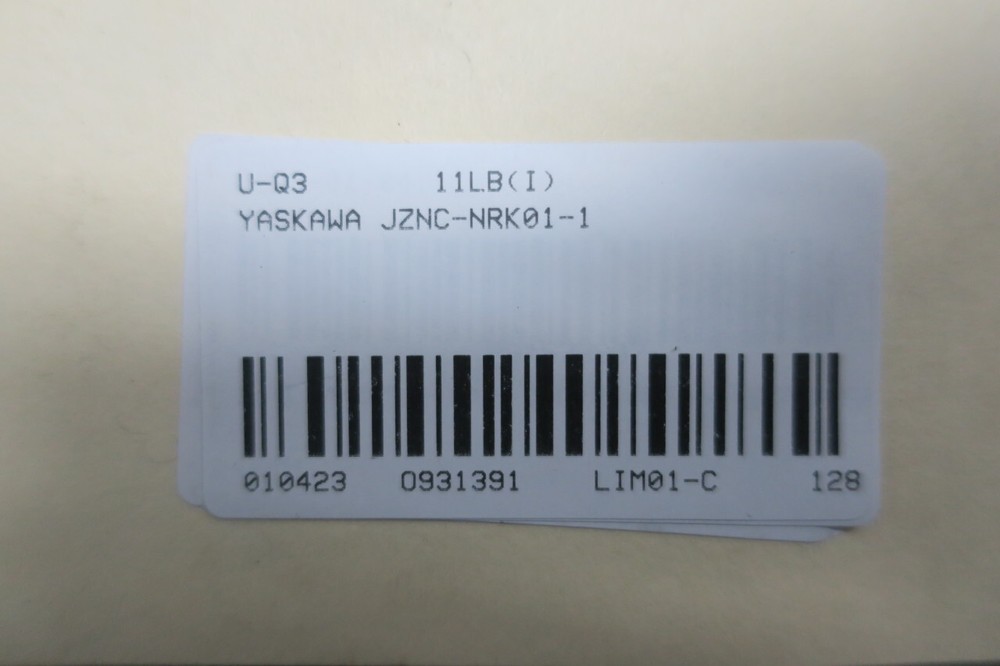 U-Q3 11LB(I)
YASKAWA JZNC-NRK01-1
010423 0931391 LIM01-C 128